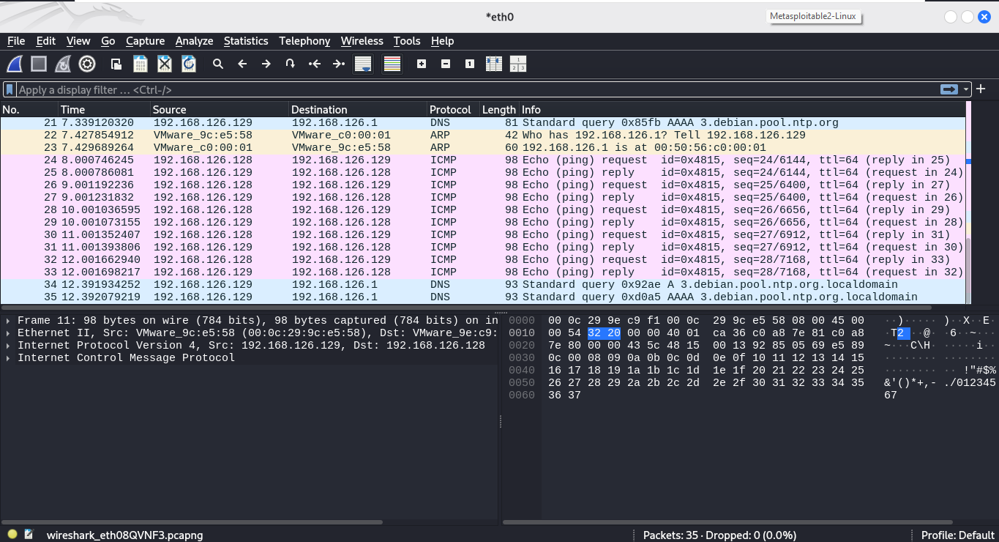 *eth0
Metasploitable2-Linux
File Edit View Go Capture Analyze Statistics Telephony Wireless Tools Help
Apply a display filter … <Ctrl-/>
No. Time Source Destination Protocol Length Info
21 7.339120320 192.168.126.129 192.168.126.1 DNS 81 Standard query 0x85fb AAAA 3.debian.pool.ntp.org
22 7.427854912 VMware_9c:e5:58 VMware_c0:00:01 ARP 42 Who has 192.168.126.1? Tell 192.168.126.129
23 7.429689264 VMware_c0:00:01 VMware_9c:e5:58 ARP 60 192.168.126.1 is at 00:50:56:c0:00:01
24 8.000746245 192.168.126.128 192.168.126.129 ICMP 98 Echo (ping) request id=0x4815, seq=24/6144, ttl=64 (reply in 25)
25 8.000786081 192.168.126.129 192.168.126.128 ICMP 98 Echo (ping) reply id=0x4815, seq=24/6144, ttl=64 (request in 24)
26 9.001192236 192.168.126.128 192.168.126.129 ICMP 98 Echo (ping) request id=0x4815, seq=25/6400, ttl=64 (reply in 27)
27 9.001231832 192.168.126.129 192.168.126.128 ICMP 98 Echo (ping) reply id=0x4815, seq=25/6400, ttl=64 (request in 26)
28 10.001036595 192.168.126.128 192.168.126.129 ICMP 98 Echo (ping) request id=0x4815, seq=26/6656, ttl=64 (reply in 29)
29 10.001073155 192.168.126.129 192.168.126.128 ICMP 98 Echo (ping) reply id=0x4815, seq=26/6656, ttl=64 (request in 28)
30 11.001352407 192.168.126.128 192.168.126.129 ICMP 98 Echo (ping) request id=0x4815, seq=27/6912, ttl=64 (reply in 31)
31 11.001393806 192.168.126.129 192.168.126.128 ICMP 98 Echo (ping) reply id=0x4815, seq=27/6912, ttl=64 (request in 30)
32 12.001662940 192.168.126.128 192.168.126.129 ICMP 98 Echo (ping) request id=0x4815, seq=28/7168, ttl=64 (reply in 33)
33 12.001698217 192.168.126.129 192.168.126.128 ICMP 98 Echo (ping) reply id=0x4815, seq=28/7168, ttl=64 (request in 32)
34 12.391934252 192.168.126.129 192.168.126.1 DNS 93 Standard query 0x92ae A 3.debian.pool.ntp.org.localdomain
35 12.392079219 192.168.126.129 192.168.126.1 DNS 93 Standard query 0xd0a5 AAAA 3.debian.pool.ntp.org.localdomain
Frame 11: 98 bytes on wire (784 bits), 98 bytes captured (784 bits) on in
Ethernet II, Src: VMware_9c:e5:58 (00:0c:29:9c:e5:58), Dst: VMware_9e:c9:
Internet Protocol Version 4, Src: 192.168.126.129, Dst: 192.168.126.128
Internet Control Message Protocol
0000 00 0c 29 9e c9 f1 00 0c 29 9c e5 58 08 00 45 00 ··)····· )··X··E·
0010 00 54 32 20 00 00 40 01 ca 36 c0 a8 7e 81 c0 a8 ·T2 ··@· ·6··~···
0020 7e 80 00 00 43 5c 48 15 00 13 92 85 05 69 e5 89 ~···C\H· ·····i··
0030 0c 00 08 09 0a 0b 0c 0d 0e 0f 10 11 12 13 14 15 ········ ········
0040 16 17 18 19 1a 1b 1c 1d 1e 1f 20 21 22 23 24 25 ········ ·· !"#$%
0050 26 27 28 29 2a 2b 2c 2d 2e 2f 30 31 32 33 34 35 &'()*+,- ./012345
0060 36 37 67
wireshark_eth08QVNF3.pcapng
Packets: 35 · Dropped: 0 (0.0%)
Profile: Default